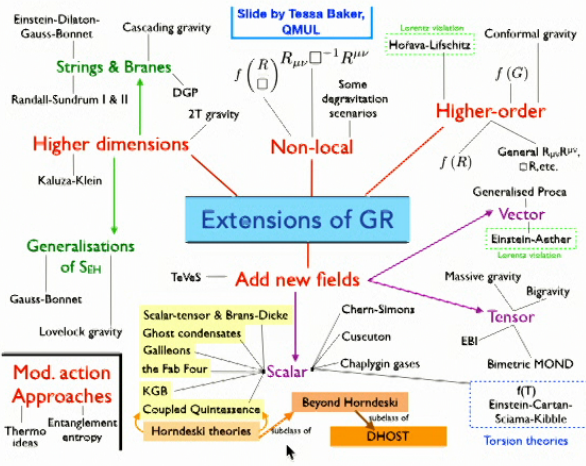 Slide by Tessa Baker,
QMUL
Einstein-Dilaton-
Gauss-Bonnet
Cascading gravity
Strings & Branes
Randall-Sundrum I & II
DGP
2T gravity
Higher dimensions
Kaluza-Klein
f(R/□)
Rμν□⁻¹Rμν
Some
degravitation
scenarios
Non-local
Lorentz violation
Hořava-Lifschitz
Conformal gravity
f(G)
Higher-order
f(R)
General RμνRμν,
□R,etc.
Extensions of GR
Generalised Proca
Vector
Einstein-Aether
Lorentz violation
Generalisations
of SEH
Gauss-Bonnet
Lovelock gravity
TeVeS
Add new fields
Massive gravity
Bigravity
Tensor
EBI
Bimetric MOND
Scalar-tensor & Brans-Dicke
Ghost condensates
Galileons
the Fab Four
KGB
Coupled Quintessence
Horndeski theories
Scalar
Chern-Simons
Cuscuton
Chaplygin gases
Beyond Horndeski
subclass of
subclass of
DHOST
f(T)
Einstein-Cartan-
Sciama-Kibble
Torsion theories
Mod. action
Approaches
Thermo
ideas
Entanglement
entropy